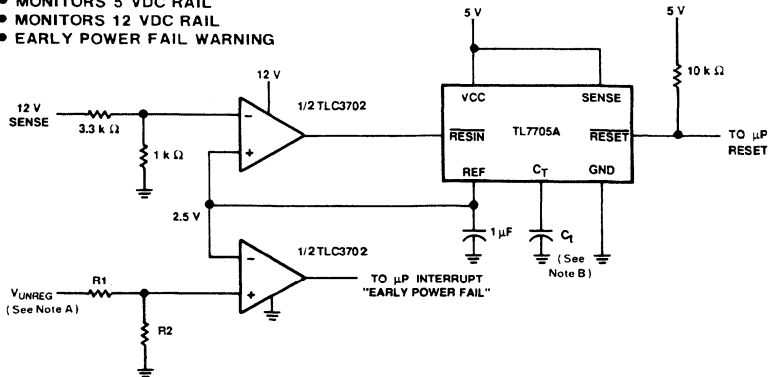 ● MONITORS 5 VDC RAIL
● MONITORS 12 VDC RAIL
● EARLY POWER FAIL WARNING
5 V
5 V
12 V
10 kΩ
12 V
SENSE
3.3 kΩ
1 kΩ
1/2 TLC3702
VCC
SENSE
TL7705A
RESIN
RESET
REF
CT
GND
TO μP
RESET
2.5 V
1 μF
Ct
(See
Note B)
1/2 TLC3702
TO μP INTERRUPT
"EARLY POWER FAIL"
VUNREG
(See Note A)
R1
R2